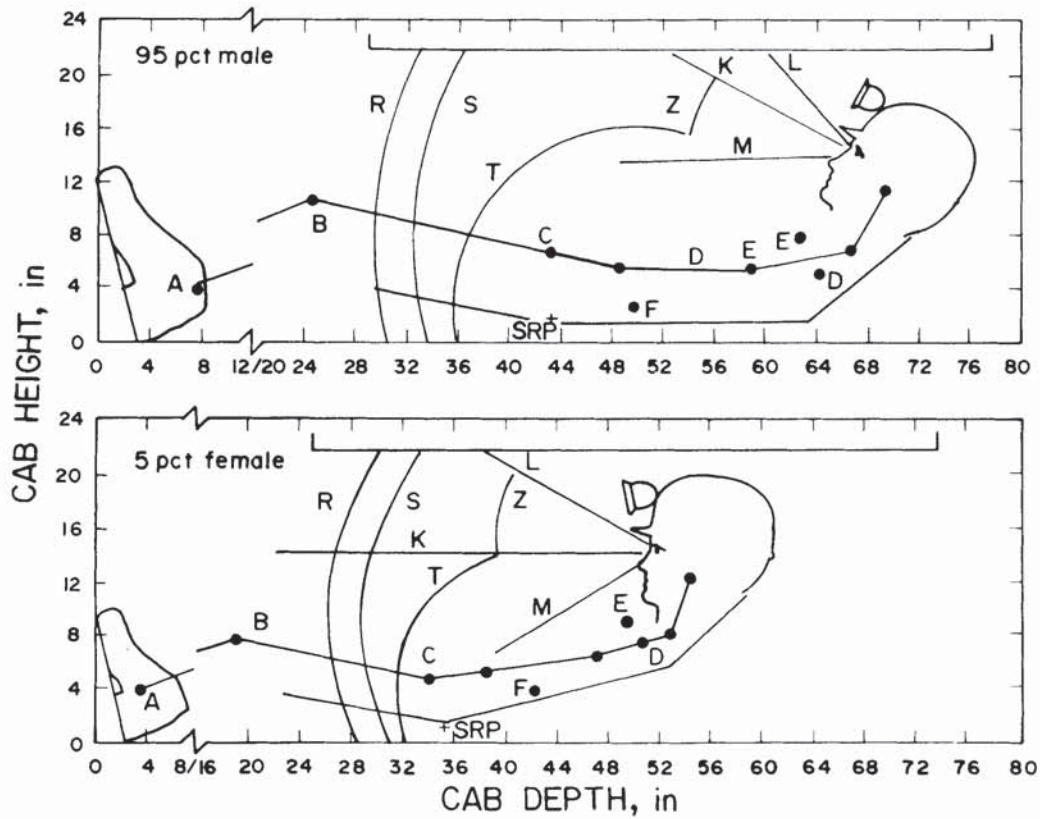 CAB HEIGHT, in
24
95 pct male
20
16
12
8
4
0
R
S
Z
K
L
T
M
A
B
C
D
E
E
D
F
SRP
0 4 8 12/20 24 28 32 36 40 44 48 52 56 60 64 68 72 76 80
24
5 pct female
20
16
12
8
4
0
R
S
L
Z
K
T
M
E
A
B
C
D
F
SRP
0 4 8/16 20 24 28 32 36 40 44 48 52 56 60 64 68 72 76 80
CAB DEPTH, in